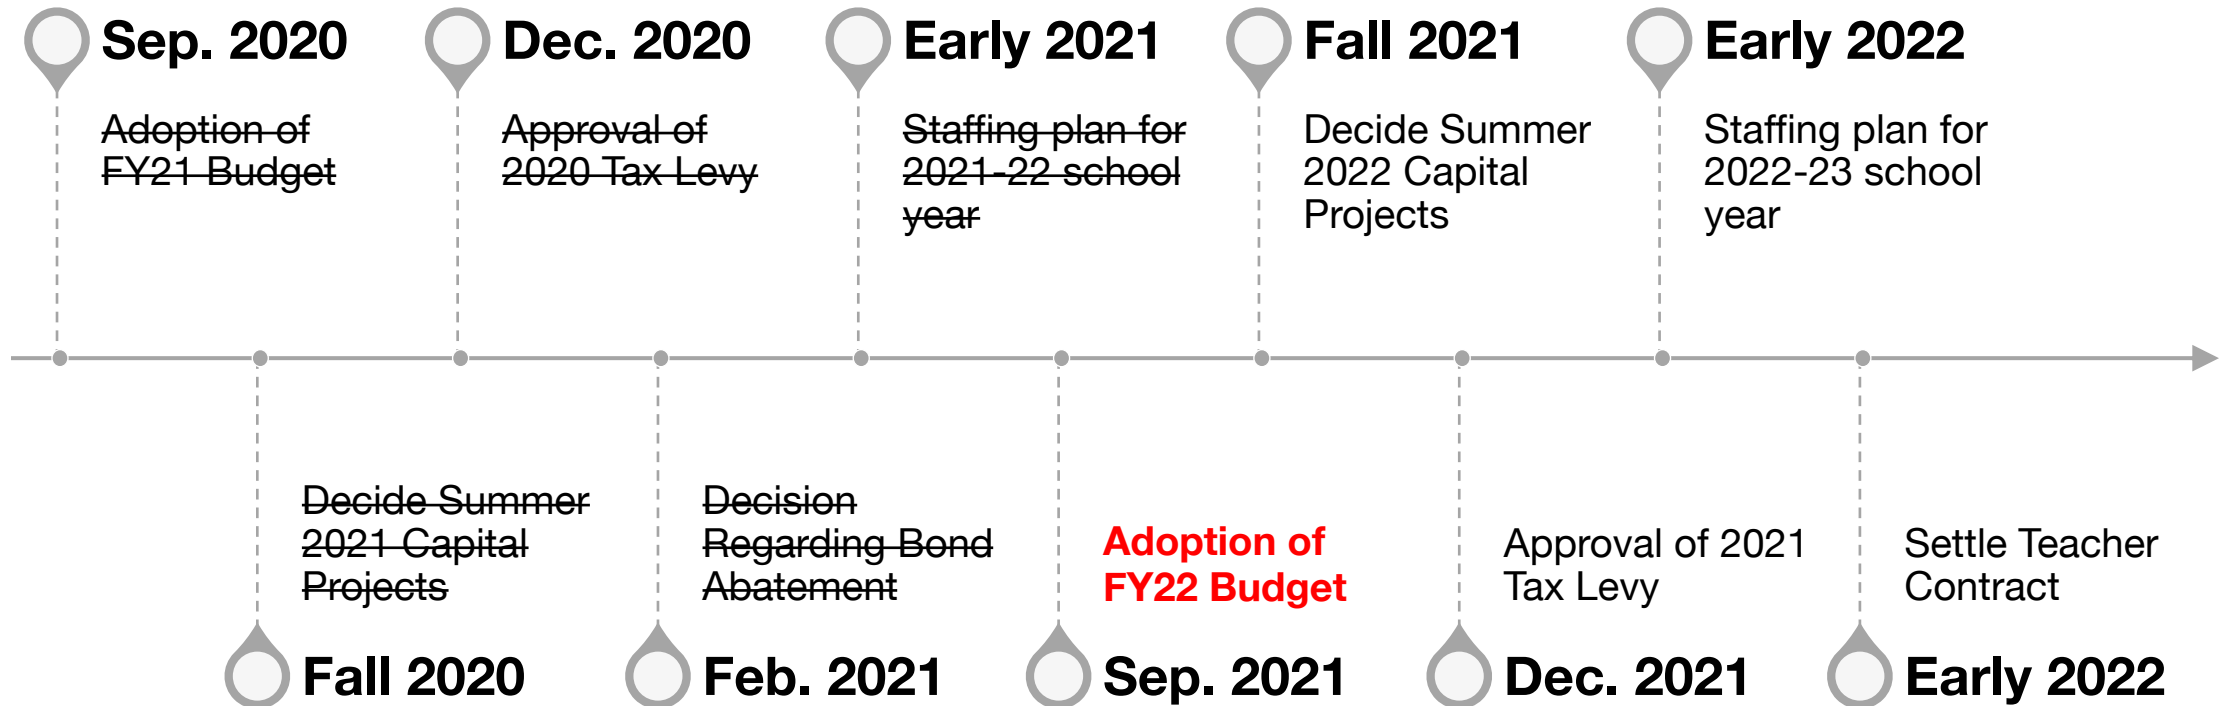 Sep. 2020
Adoption of
FY21 Budget
Dec. 2020
Approval of
2020 Tax Levy
Early 2021
Staffing plan for
2021-22 school
year
Fall 2021
Decide Summer
2022 Capital
Projects
Early 2022
Staffing plan for
2022-23 school
year
Decide Summer
2021 Capital
Projects
Fall 2020
Decision
Regarding Bond
Abatement
Feb. 2021
Adoption of
FY22 Budget
Sep. 2021
Approval of 2021
Tax Levy
Dec. 2021
Settle Teacher
Contract
Early 2022